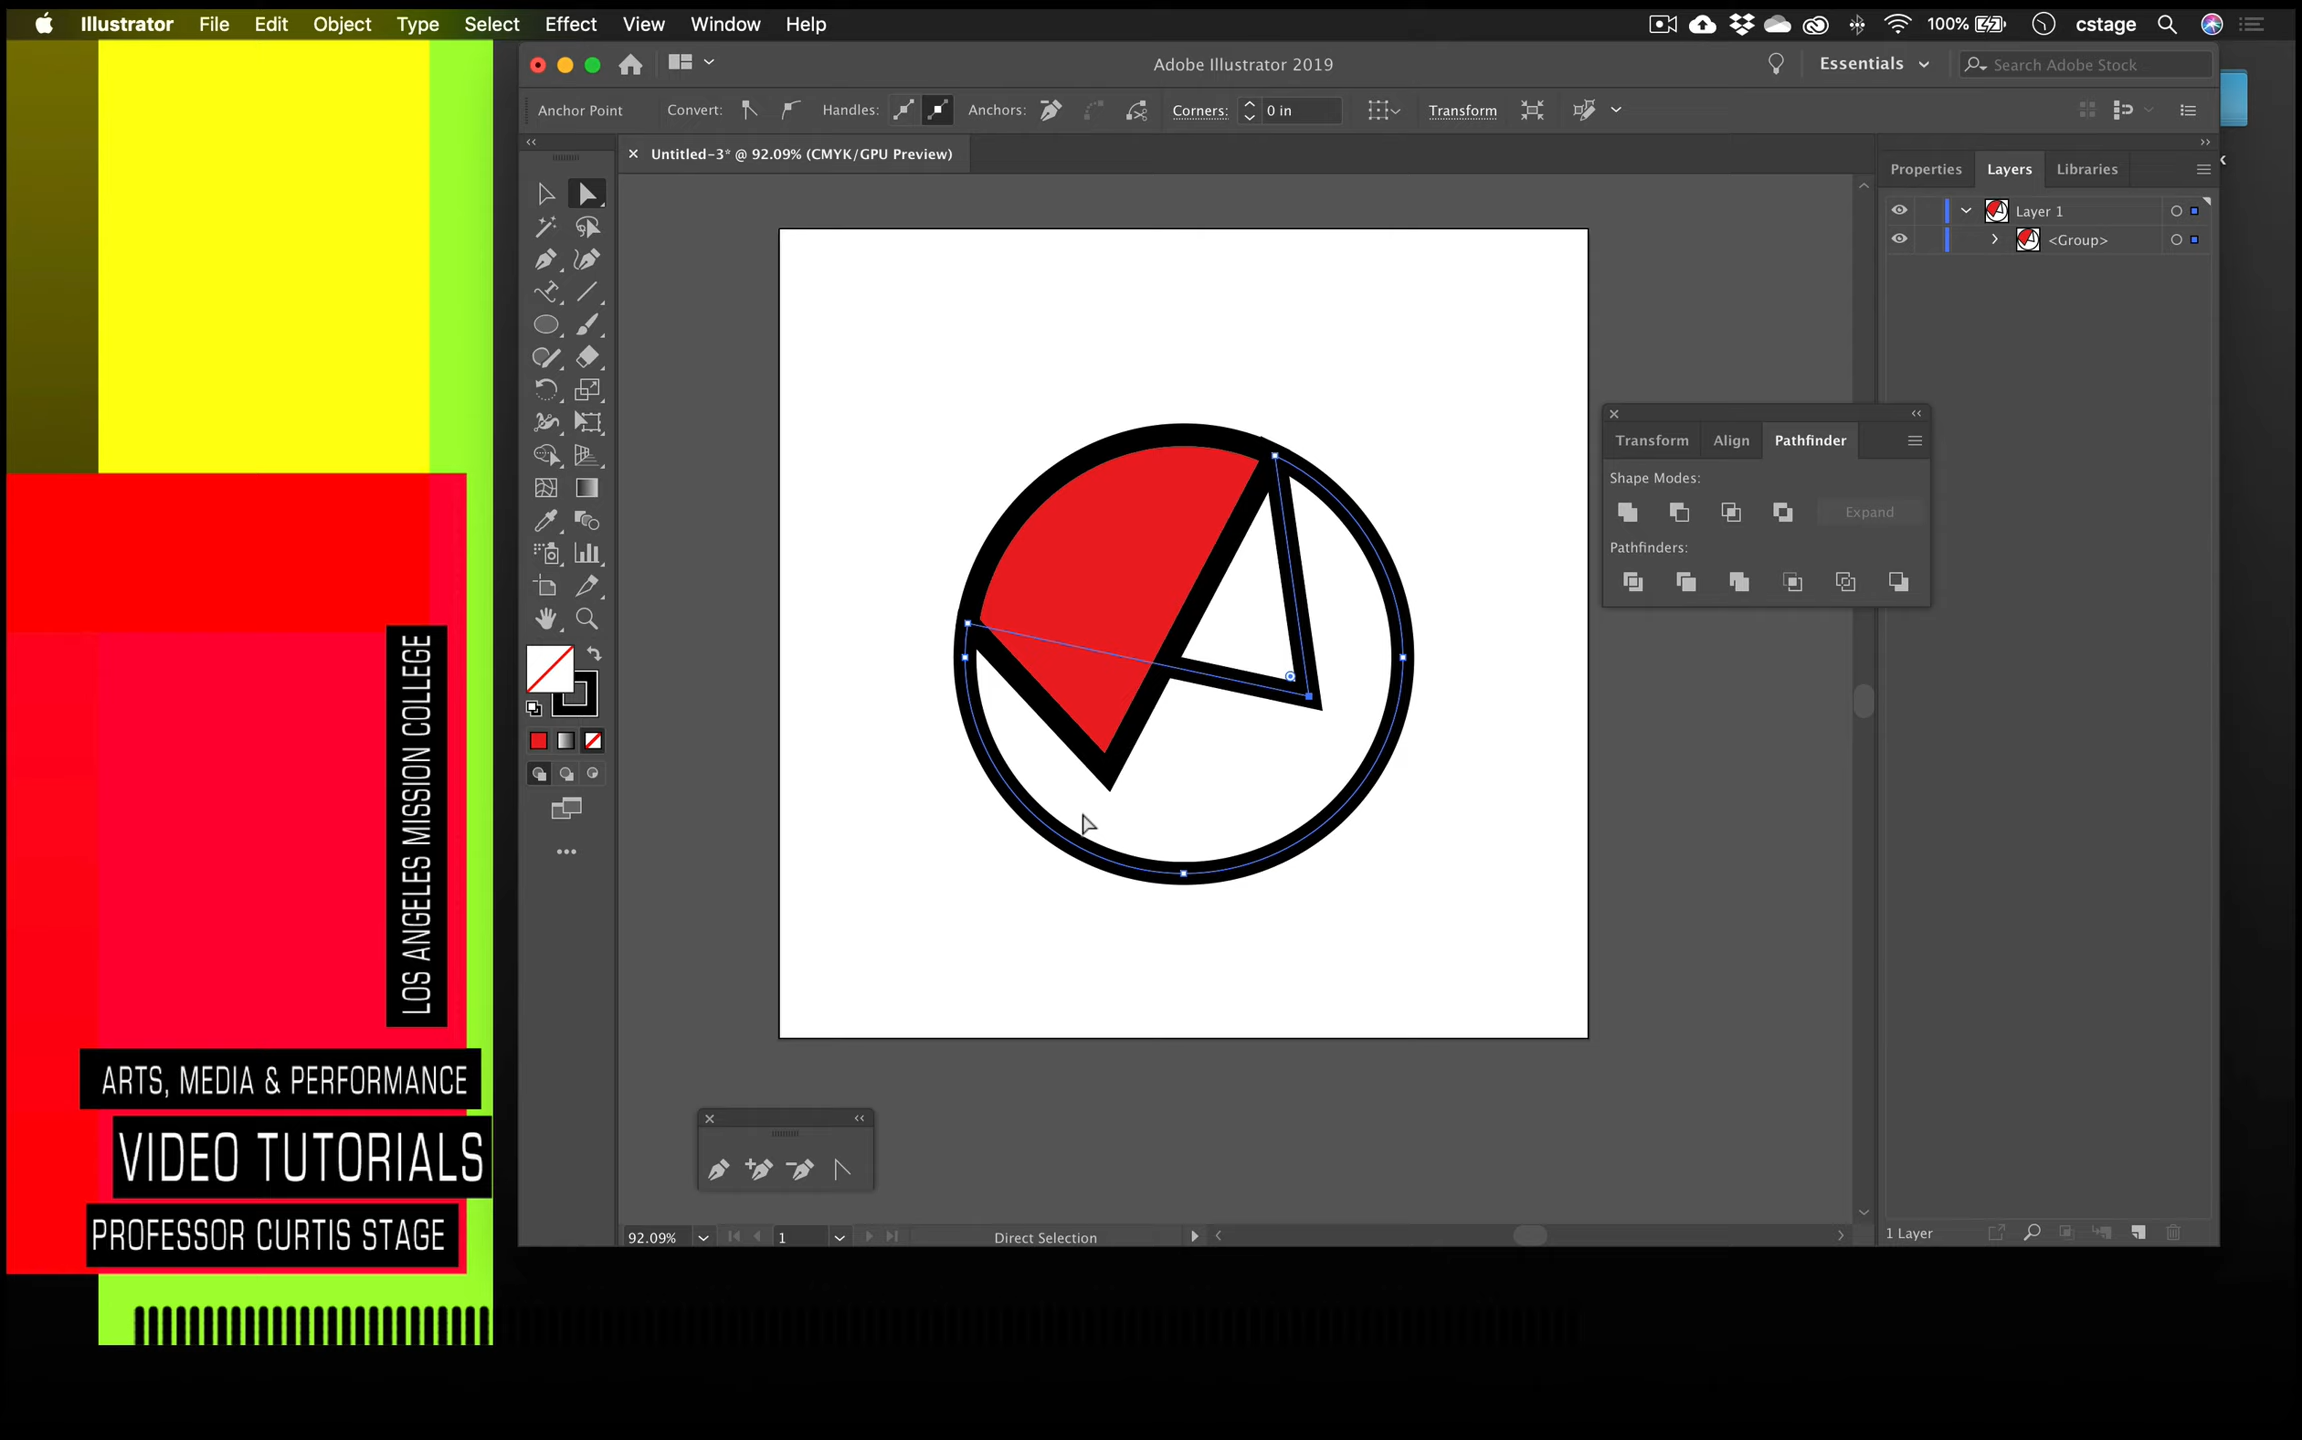 Illustrator File Edit Object Type Select Effect View Window Help
100% cstage
Adobe Illustrator 2019
Essentials
Search Adobe Stock
Anchor Point Convert: Handles: Anchors: Corners: 0 in Transform
Untitled-3* @ 92.09% (CMYK/GPU Preview)
Properties Layers Libraries
Layer 1
<Group>
Transform Align Pathfinder
Shape Modes:
Expand
Pathfinders:
LOS ANGELES MISSION COLLEGE
ARTS, MEDIA & PERFORMANCE
VIDEO TUTORIALS
PROFESSOR CURTIS STAGE
92.09% 1 Direct Selection
1 Layer